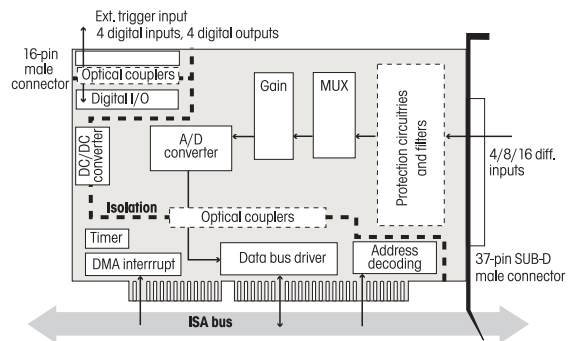 Ext. trigger input
4 digital inputs, 4 digital outputs
16-pin
male
connector
Optical couplers
Digital I/O
Gain
MUX
Protection circuitries
and filters
A/D
converter
DC/DC
converter
4/8/16 diff.
inputs
Isolation
Optical couplers
Timer
DMA interrrupt
Data bus driver
Address
decoding
37-pin SUB-D
male connector
ISA bus